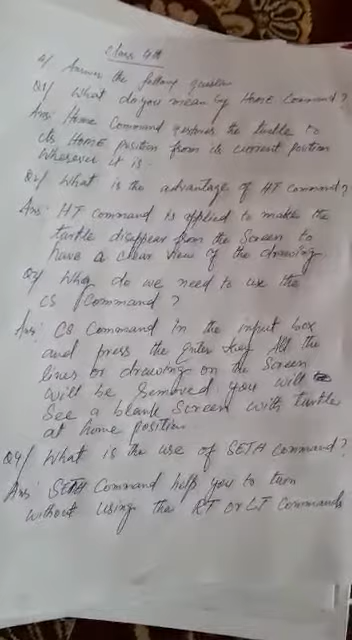 Class 4th
a/ Answer the following question
Q1/ What do you mean by Home Command?
Ans: Home Command restores the turtle to
its Home position from its current position
Wherever it is.
Q2/ What is the advantage of HT Command?
Ans: HT Command is applied to makes the
turtle disappear from the Screen to
have a clear view of the drawing.
Q3/ Why do we need to use the
CS Command?
Ans: CS Command in the input box
and press the Enter key All the
lines or drawing on the Screen
will be removed you will
See a blank Screen with turtle
at home position
Q4/ What is the use of SETH Command?
Ans: SETH Command help you to turn
without using the RT or LT Commands